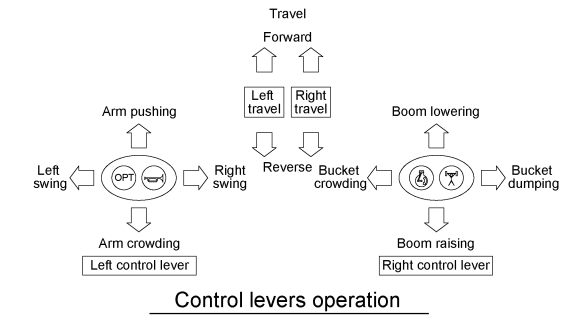 Travel
Forward
Left
travel
Right
travel
Reverse
Arm pushing
Left
swing
OPT
Right
swing
Arm crowding
Left control lever
Boom lowering
Bucket
crowding
Bucket
dumping
Boom raising
Right control lever
Control levers operation